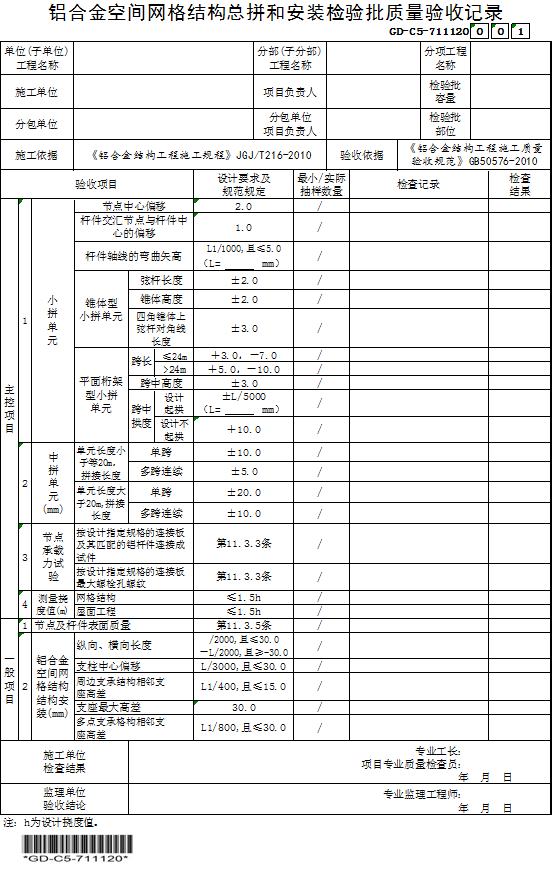 铝合金空间网格结构总拼和安装检验批质量验收记录
GD-C5-711120 0 0 1
单位(子单位)
工程名称
分部(子分部)
工程名称
分项工程
名称
施工单位
项目负责人
检验批
容量
分包单位
分包单位
项目负责人
检验批
部位
施工依据
《铝合金结构工程施工规程》JGJ/T216-2010
验收依据
《铝合金结构工程施工质量
验收规范》GB50576-2010
验收项目
设计要求及
规范规定
最小/实际
抽样数量
检查记录
检查
结果
主控项目
1
小拼单元
节点中心偏移
2.0
/
杆件交汇节点与杆件中
心的偏移
1.0
/
杆件轴线的弯曲矢高
L1/1000,且≤5.0
(L=_____ mm)
/
锥体型
小拼单元
弦杆长度
±2.0
/
锥体高度
±2.0
/
四角锥体上
弦杆对角线
长度
±3.0
/
平面桁架
型小拼
单元
跨长
≤24m
+3.0, -7.0
/
>24m
+5.0, -10.0
/
跨中高度
±3.0
/
跨中
拱度
设计
起拱
±L/5000
(L=_____ mm)
/
设计不
起拱
+10.0
/
2
中拼单元
(mm)
单元长度小
于等20m,
拼接长度
单跨
±10.0
/
多跨连续
±5.0
/
单元长度大
于20m,拼接
长度
单跨
±20.0
/
多跨连续
±10.0
/
3
节点
承载
力试
验
按设计指定规格的连接板
及其匹配的铝杆件连接成
试件
第11.3.3条
/
按设计指定规格的连接板
最大螺栓孔螺纹
第11.3.3条
/
4
测量挠
度值(m)
网格结构
≤1.5h
/
屋面工程
≤1.5h
/
一般项目
1
节点及杆件表面质量
第11.3.5条
/
2
铝合金
空间网
格结构
结构安
装(mm)
纵向、横向长度
/2000,且≤30.0
-L/2000,且≥-30.0
/
支柱中心偏移
L/3000,且≤30.0
/
周边支承结构相邻支
座高差
L1/400,且≤15.0
/
支座最大高差
30.0
/
多点支承格构相邻支
座高差
L1/800,且≤30.0
/
施工单位
检查结果
专业工长:
项目专业质量检查员:
年 月 日
监理单位
验收结论
专业监理工程师:
年 月 日
注: h为设计挠度值。
*GD-C5-711120*